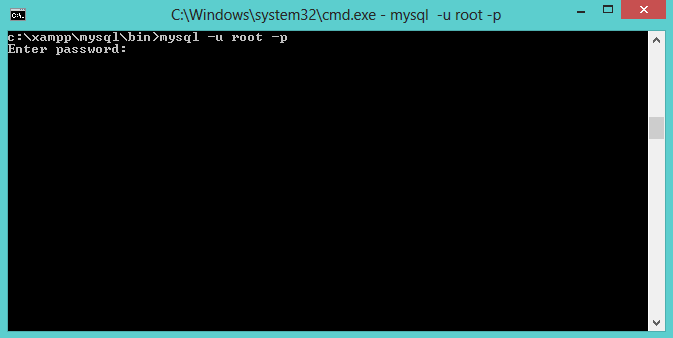 C:\Windows\system32\cmd.exe - mysql  -u root -p
c:\xampp\mysql\bin>mysql -u root -p
Enter password: